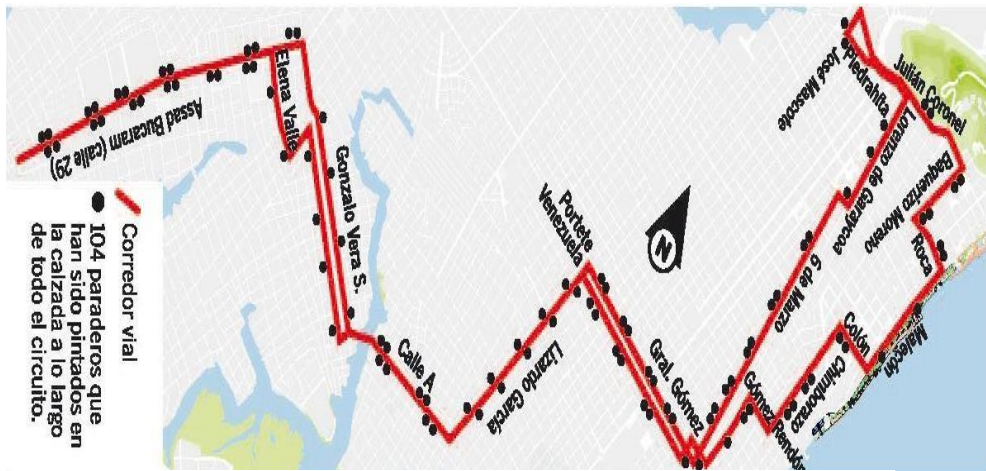 Assad Bucaram (calle 29)
Elena Valle
Gonzalo Vera S.
Calle A
Lizardo García
Portete
Venezuela
Gral. Gómez
Gómez Rendón
6 de Marzo
Lorenzo de Garaycoa
José Mascote
Piedrahita
Julián Coronel
Baquerizo Moreno
Roca
Malecón
Colón
Chimborazo
N
Corredor vial
104 paraderos que
han sido pintados en
la calzada a lo largo
de todo el circuito.